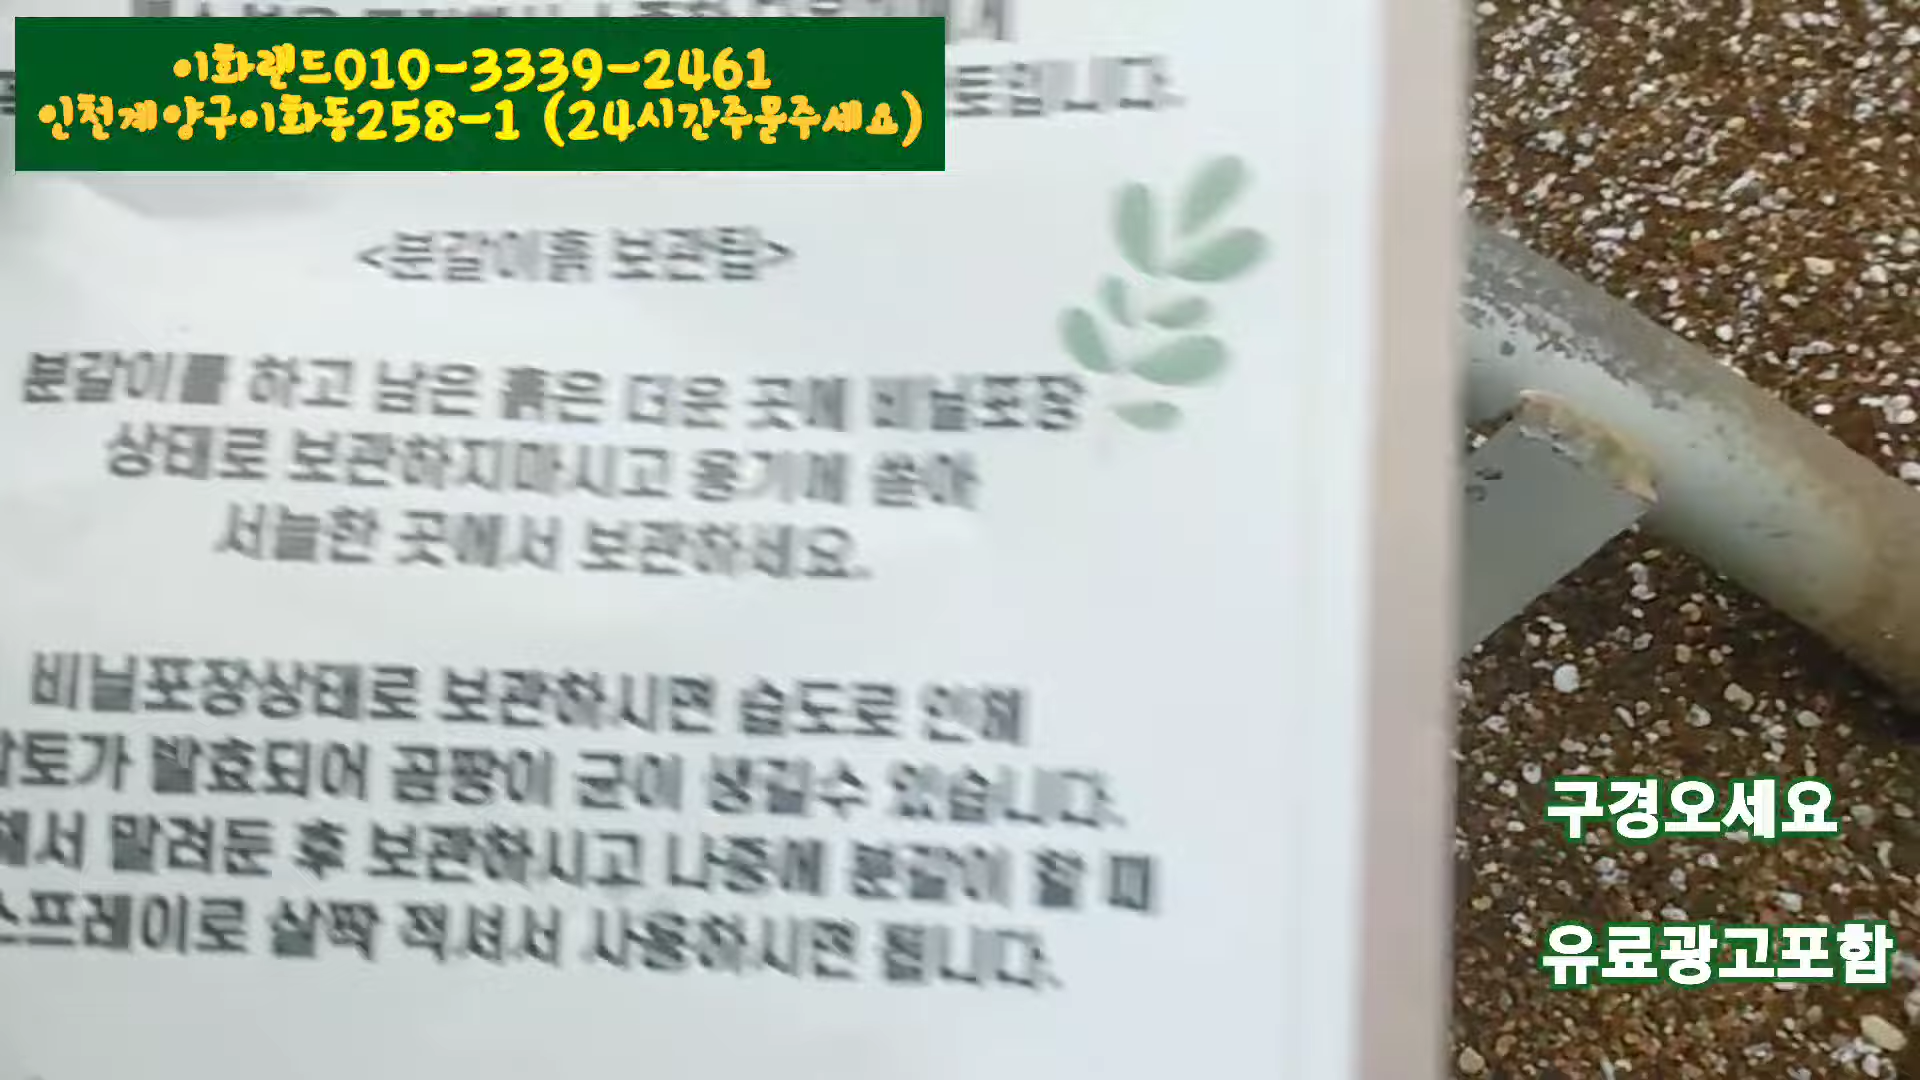 이화랜드010-3339-2461
인천계양구이화동258-1 (24시간주문주세요)
토입니다.
<분갈이흙 보관팁>
분갈이를 하고 남은 흙은 더운 곳에 비닐포장
상태로 보관하지마시고 용기에 쏟아
서늘한 곳에서 보관하세요.
비닐포장상태로 보관하시면 습도로 인해
발효되어 곰팡이 균이 생길수 있습니다.
말려둔 후 보관하시고 나중에 분갈이 할 때
스프레이로 살짝 적셔서 사용하시면 됩니다.
구경오세요
유료광고포함